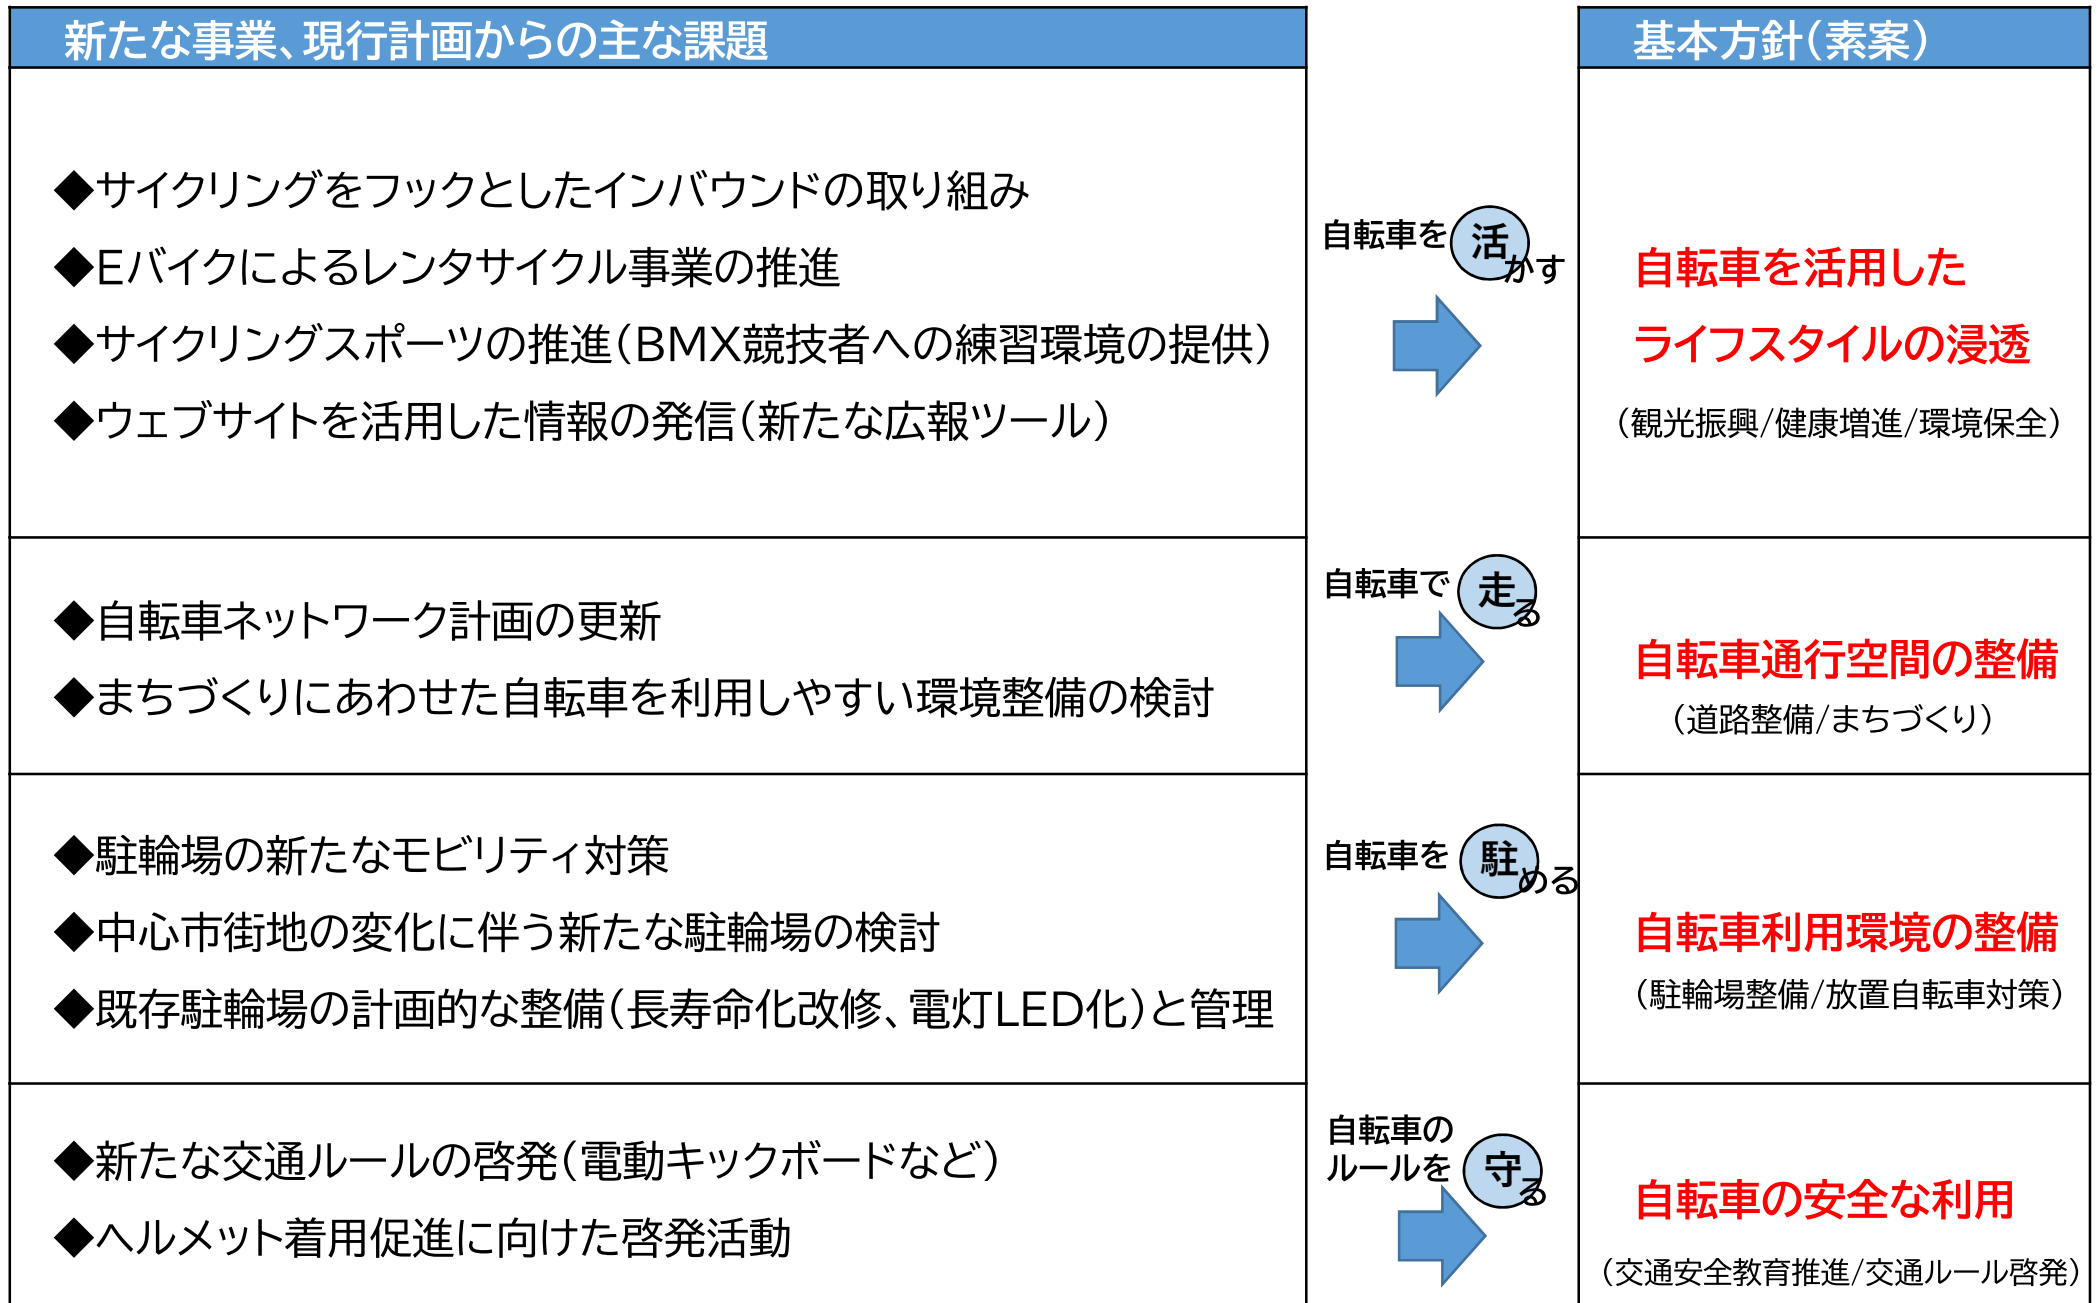 新たな事業、現行計画からの主な課題
基本方針(素案)
◆サイクリングをフックとしたインバウンドの取り組み
◆Eバイクによるレンタサイクル事業の推進
◆サイクリングスポーツの推進(BMX競技者への練習環境の提供)
◆ウェブサイトを活用した情報の発信(新たな広報ツール)
自転車を活かす
自転車を活用した
ライフスタイルの浸透
(観光振興/健康増進/環境保全)
◆自転車ネットワーク計画の更新
◆まちづくりにあわせた自転車を利用しやすい環境整備の検討
自転車で走る
自転車通行空間の整備
(道路整備/まちづくり)
◆駐輪場の新たなモビリティ対策
◆中心市街地の変化に伴う新たな駐輪場の検討
◆既存駐輪場の計画的な整備(長寿命化改修、電灯LED化)と管理
自転車を駐める
自転車利用環境の整備
(駐輪場整備/放置自転車対策)
◆新たな交通ルールの啓発(電動キックボードなど)
◆ヘルメット着用促進に向けた啓発活動
自転車の
ルールを守る
自転車の安全な利用
(交通安全教育推進/交通ルール啓発)